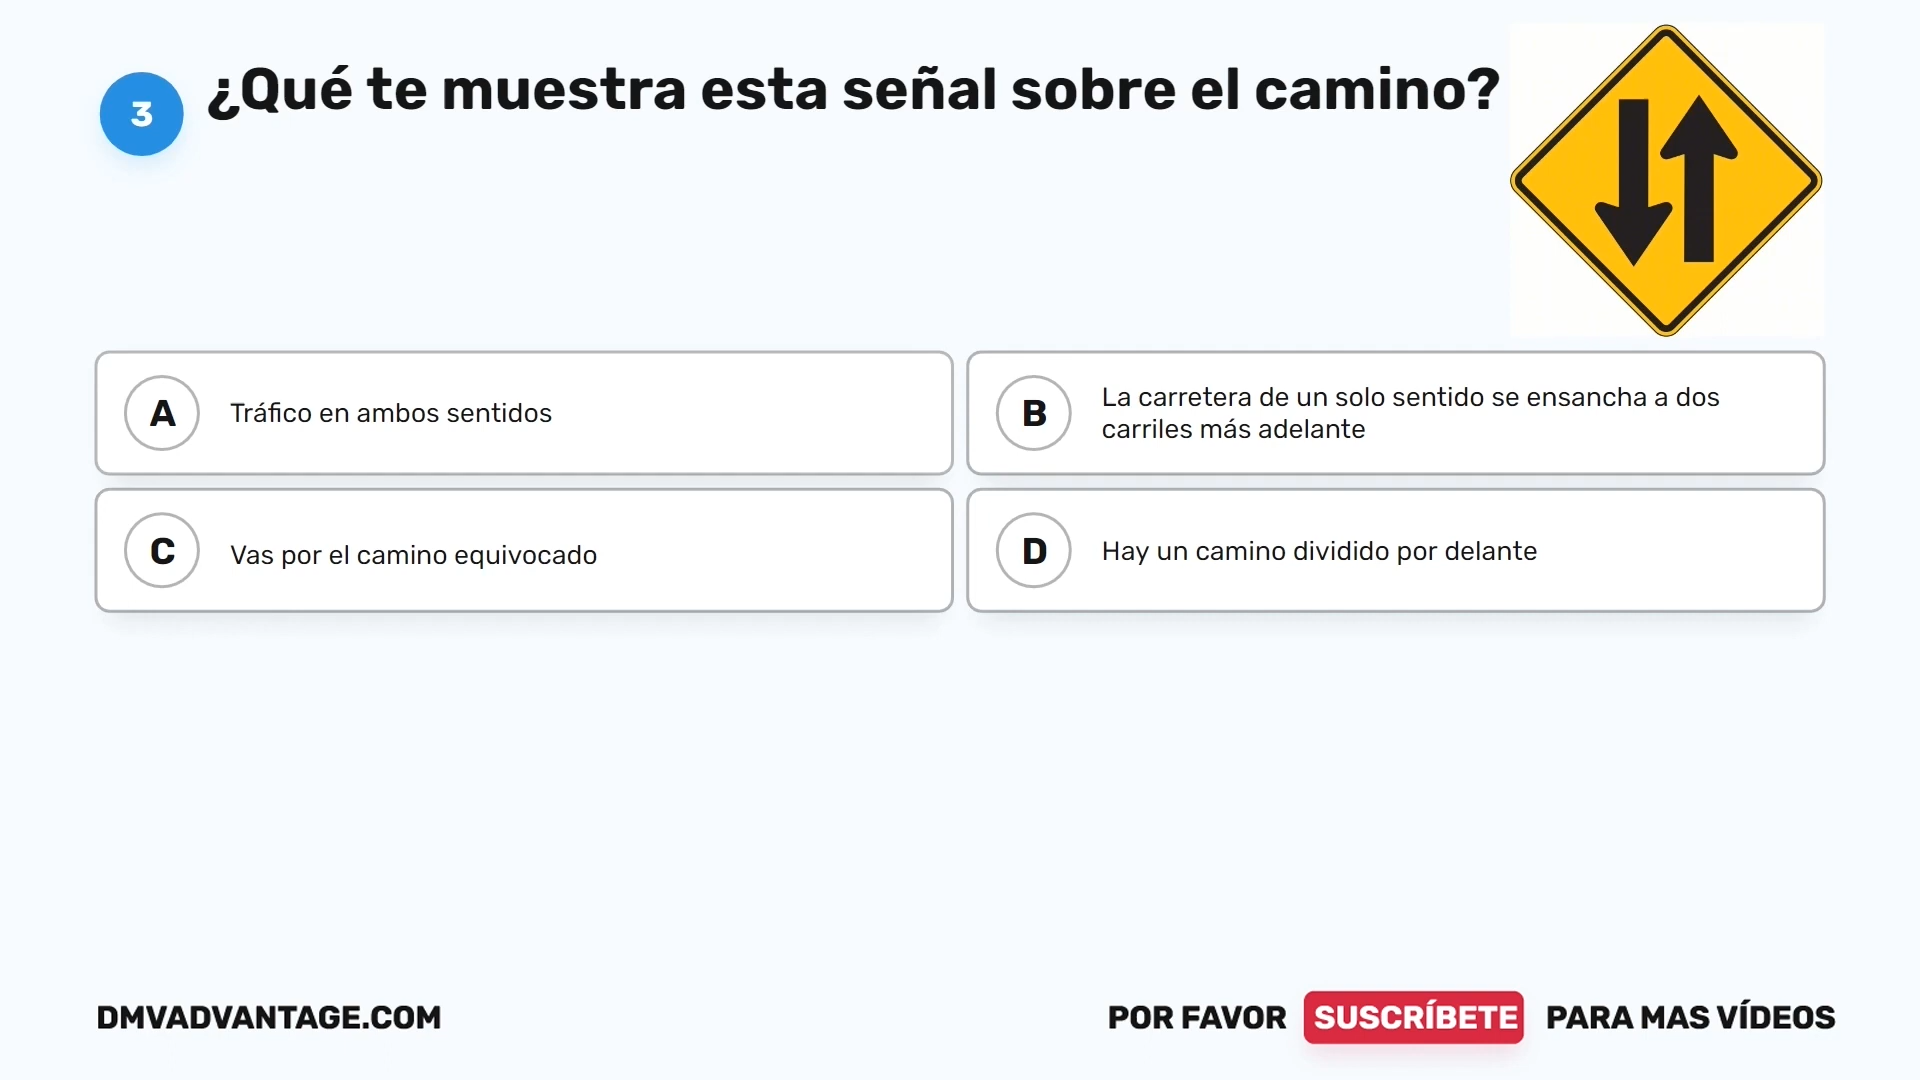 3
¿Qué te muestra esta señal sobre el camino?
A
Tráfico en ambos sentidos
B
La carretera de un solo sentido se ensancha a dos
carriles más adelante
C
Vas por el camino equivocado
D
Hay un camino dividido por delante
DMVADVANTAGE.COM
POR FAVOR SUSCRÍBETE PARA MAS VÍDEOS